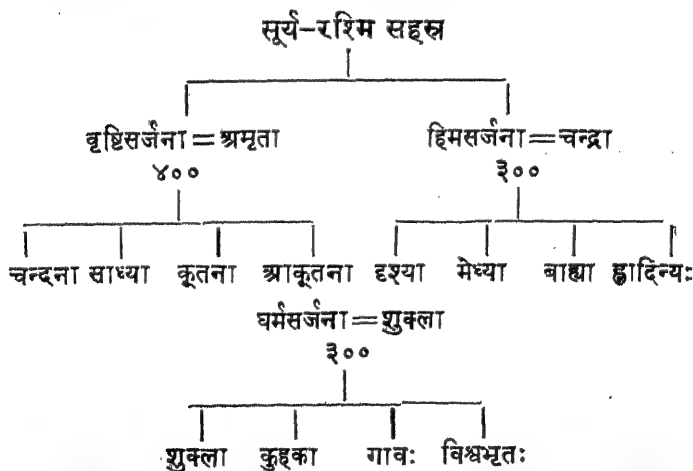 सूर्य-रश्मि सहस्र
वृष्टिसर्जना = अमृता हिमसर्जना = चन्द्रा
४०० ३००
चन्दना साध्या कूतना आकूतना दृश्या मेध्या बाह्या ह्लादिन्यः
घर्मसर्जना = शुक्ला
३००
शुक्ला कुहका गावः विश्वभृतः